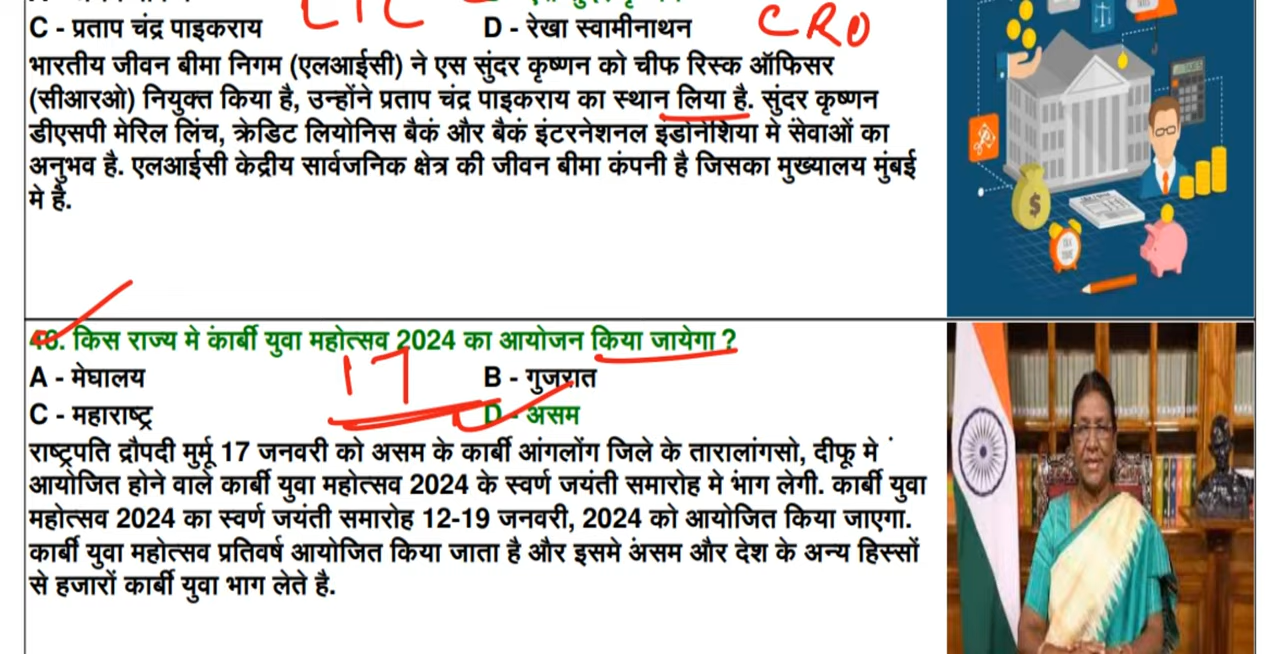 C - प्रताप चंद्र पाइकराय
D - रेखा स्वामीनाथन
CRO
भारतीय जीवन बीमा निगम (एलआईसी) ने एस सुंदर कृष्णन को चीफ रिस्क ऑफिसर
(सीआरओ) नियुक्त किया है, उन्होंने प्रताप चंद्र पाइकराय का स्थान लिया है. सुंदर कृष्णन
डीएसपी मेरिल लिंच, क्रेडिट लियोनिस बैकं और बैकं इंटरनेशनल इंडोनेशिया मे सेवाओं का
अनुभव है. एलआईसी केद्रीय सार्वजनिक क्षेत्र की जीवन बीमा कंपनी है जिसका मुख्यालय मुंबई
मे है.
46. किस राज्य मे कार्बी युवा महोत्सव 2024 का आयोजन किया जायेगा ?
A - मेघालय
B - गुजरात
17
C - महाराष्ट्र
D - असम
राष्ट्रपति द्रौपदी मुर्मू 17 जनवरी को असम के कार्बी आंगलोंग जिले के तारालांगसो, दीफू मे
आयोजित होने वाले कार्बी युवा महोत्सव 2024 के स्वर्ण जयंती समारोह मे भाग लेगी. कार्बी युवा
महोत्सव 2024 का स्वर्ण जयंती समारोह 12-19 जनवरी, 2024 को आयोजित किया जाएगा.
कार्बी युवा महोत्सव प्रतिवर्ष आयोजित किया जाता है और इसमे असम और देश के अन्य हिस्सों
से हजारों कार्बी युवा भाग लेते है.